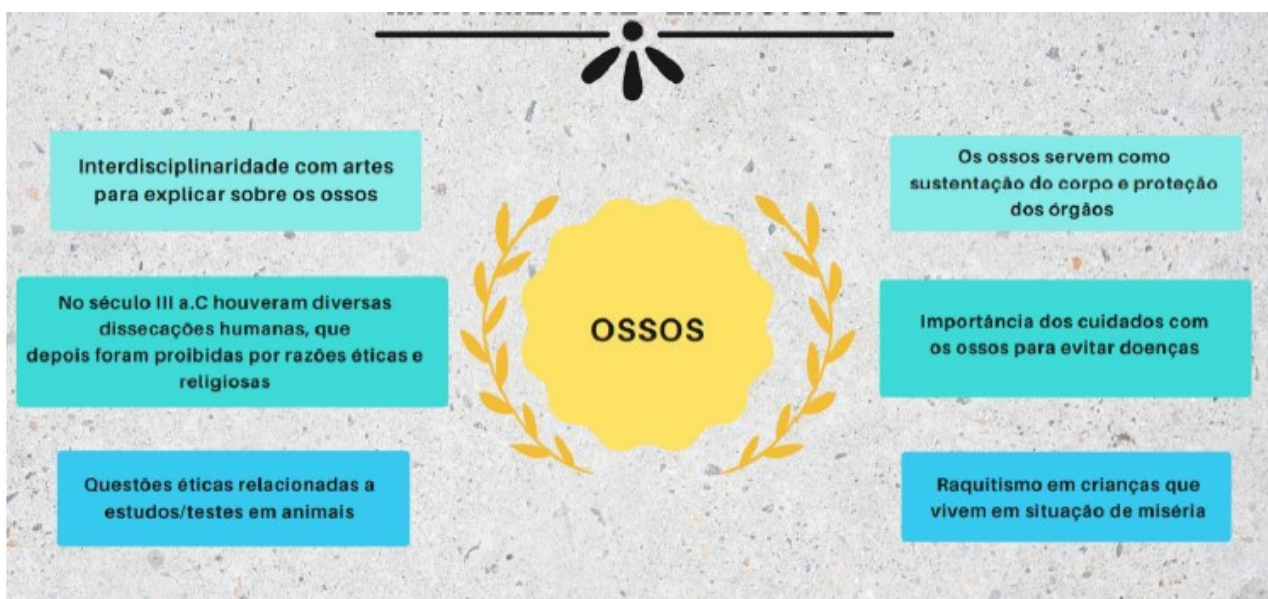 Interdisciplinaridade com artes
para explicar sobre os ossos
No século III a.C houveram diversas
dissecações humanas, que
depois foram proibidas por razões éticas e
religiosas
Questões éticas relacionadas a
estudos/testes em animais
OSSOS
Os ossos servem como
sustentação do corpo e proteção
dos órgãos
Importância dos cuidados com
os ossos para evitar doenças
Raquitismo em crianças que
vivem em situação de miséria